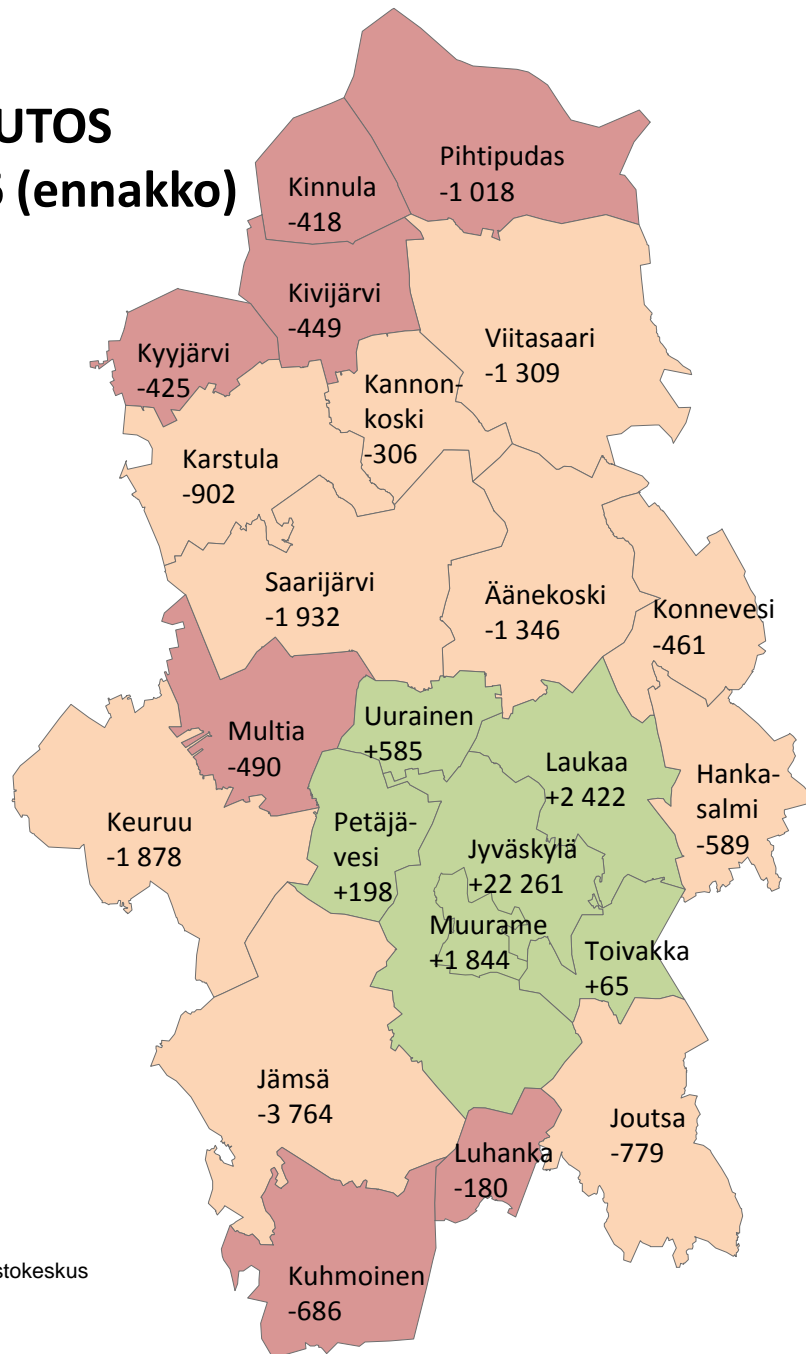 (ennakko)
Pihtipudas
-1 018
Kinnula
-418
Kivijärvi
-449
Viitasaari
-1 309
Kyyjärvi
-425
Kannon-
koski
-306
Karstula
-902
Saarijärvi
-1 932
Äänekoski
-1 346
Konnevesi
-461
Multia
-490
Uurainen
+585
Laukaa
+2 422
Hanka-
salmi
-589
Keuruu
-1 878
Petäjä-
vesi
+198
Jyväskylä
+22 261
Muurame
+1 844
Toivakka
+65
Jämsä
-3 764
Joutsa
-779
Luhanka
-180
Kuhmoinen
-686